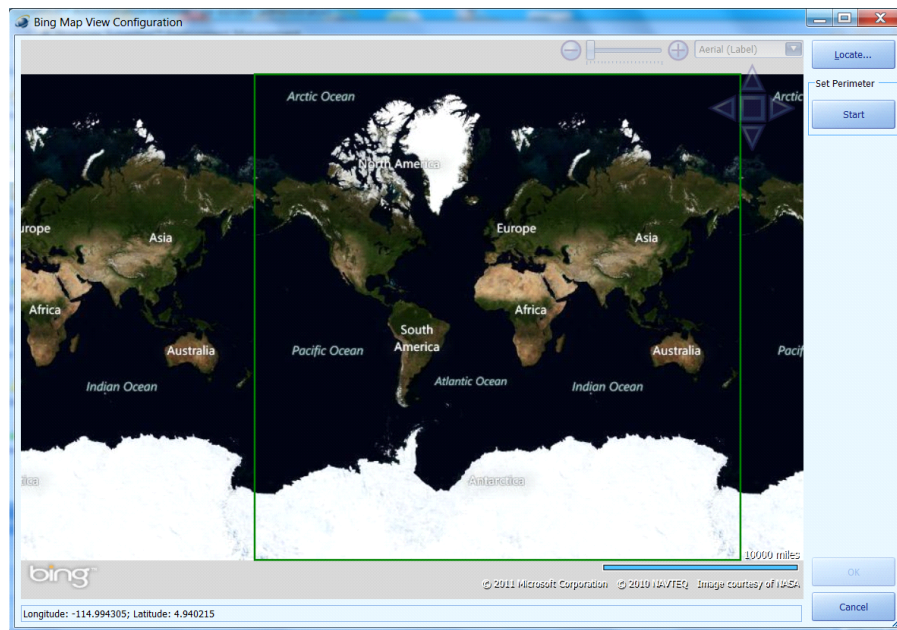 Bing Map View Configuration
Aerial (Label)
Locate...
Set Perimeter
Start
Arctic Ocean
Arctic
North America
urope
Asia
Europe
Asia
Africa
South
America
Africa
Australia
Pacific Ocean
Australia
Pacif
Indian Ocean
Atlantic Ocean
Indian Ocean
ica
Antarctica
10000 miles
bing
© 2011 Microsoft Corporation © 2010 NAVTEQ Image courtesy of NASA
OK
Cancel
Longitude: -114.994305; Latitude: 4.940215